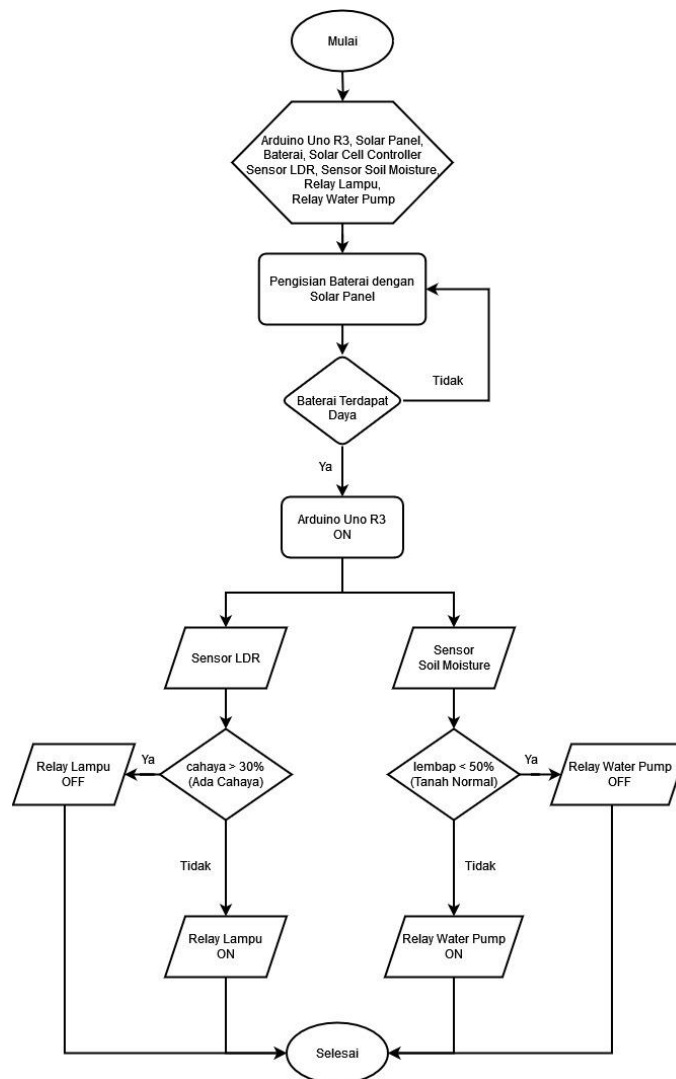 Mulai
Arduino Uno R3, Solar Panel,
Baterai, Solar Cell Controller
Sensor LDR, Sensor Soil Moisture,
Relay Lampu,
Relay Water Pump
Pengisian Baterai dengan
Solar Panel
Tidak
Baterai Terdapat
Daya
Ya
Arduino Uno R3
ON
Sensor LDR
Sensor
Soil Moisture
Relay Lampu
OFF
Ya
cahaya > 30%
(Ada Cahaya)
lembap < 50%
(Tanah Normal)
Ya
Relay Water Pump
OFF
Tidak
Tidak
Relay Lampu
ON
Relay Water Pump
ON
Selesai